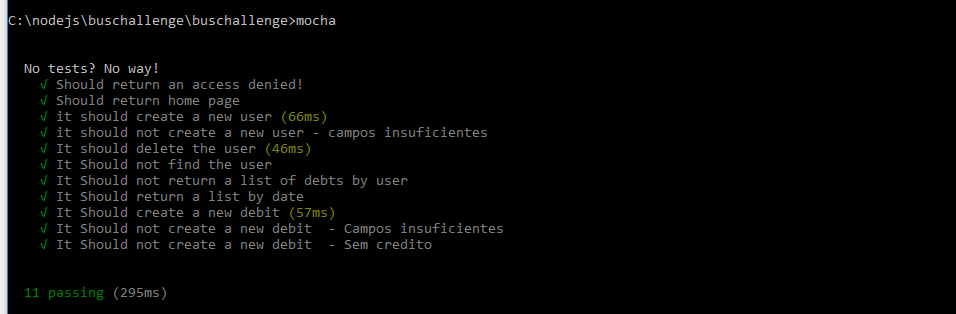 C:\nodejs\buschallenge\buschallenge>mocha
No tests? No way!
√ Should return an access denied!
√ Should return home page
√ it should create a new user (66ms)
√ it should not create a new user - campos insuficientes
√ It should delete the user (46ms)
√ It Should not find the user
√ It Should not return a list of debts by user
√ It Should return a list by date
√ It Should create a new debit (57ms)
√ It Should not create a new debit  - Campos insuficientes
√ It Should not create a new debit  - Sem credito
11 passing (295ms)